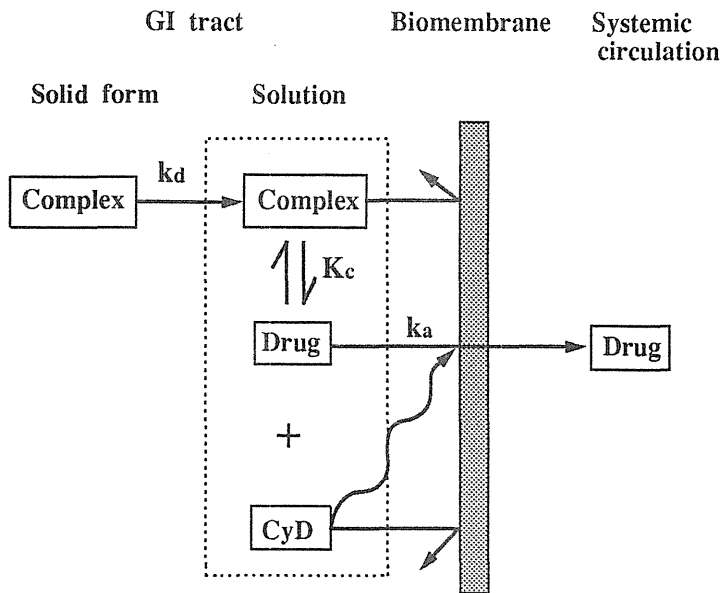 GI tract Biomembrane Systemic
circulation
Solid form Solution
kd
Complex Complex
Kc
ka
Drug Drug
+
CyD